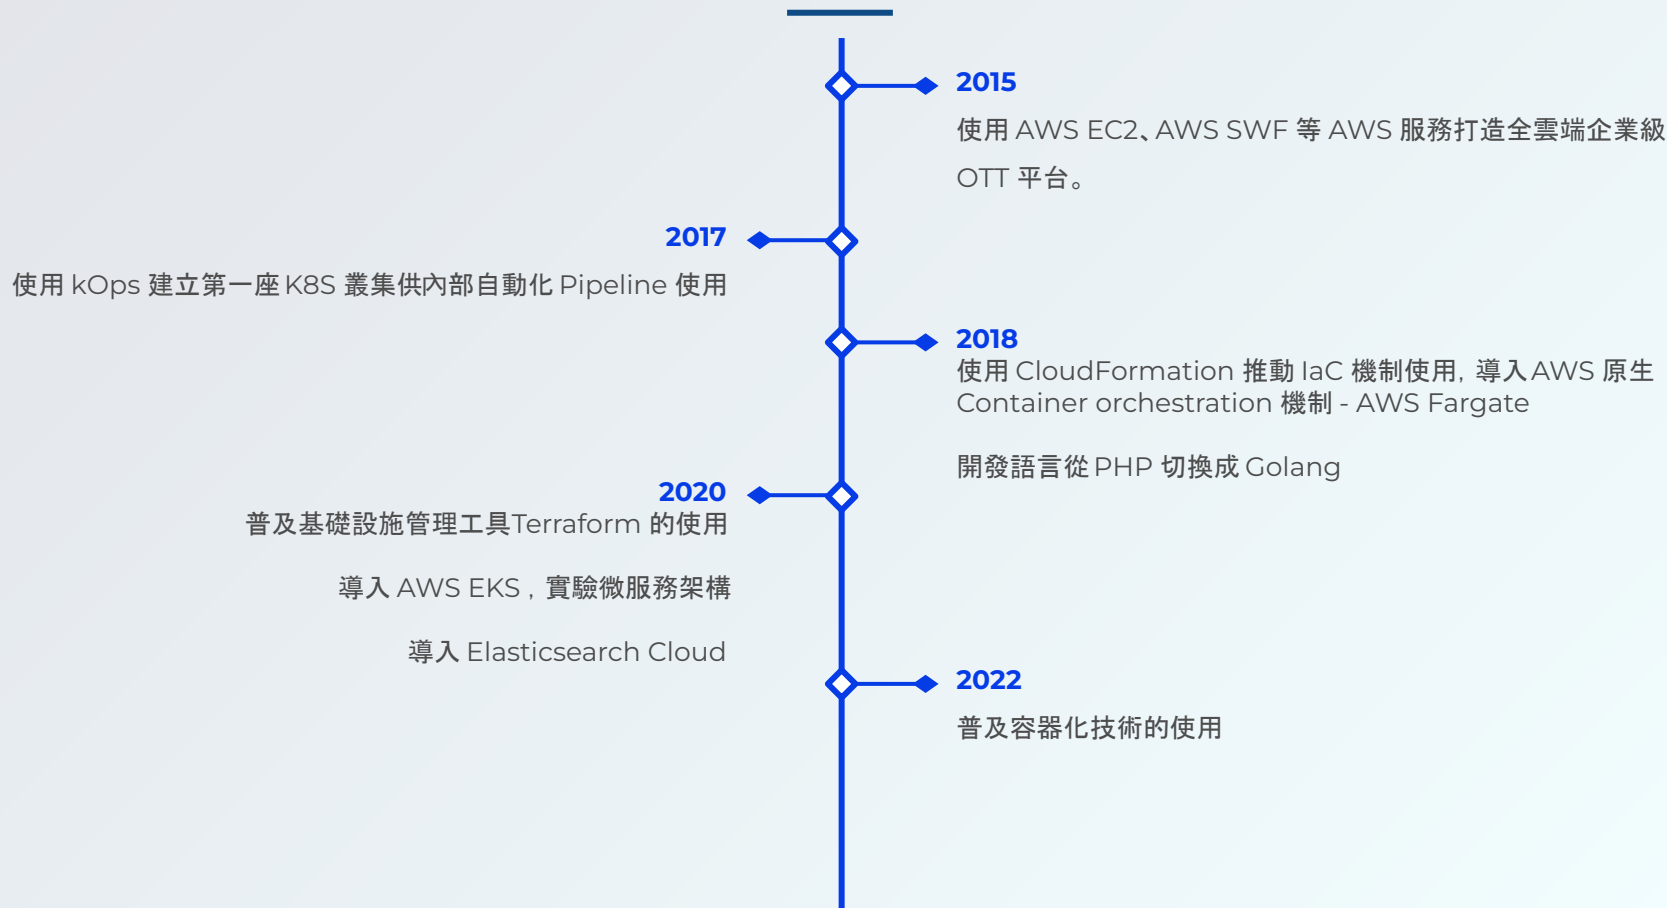 2015
使用 AWS EC2、AWS SWF 等 AWS 服務打造全雲端企業級
OTT 平台。
2017
使用 kOps 建立第一座 K8S 叢集供內部自動化 Pipeline 使用
2018
使用 CloudFormation 推動 IaC 機制使用, 導入 AWS 原生
Container orchestration 機制 - AWS Fargate
開發語言從 PHP 切換成 Golang
2020
普及基礎設施管理工具Terraform 的使用
導入 AWS EKS , 實驗微服務架構
導入 Elasticsearch Cloud
2022
普及容器化技術的使用